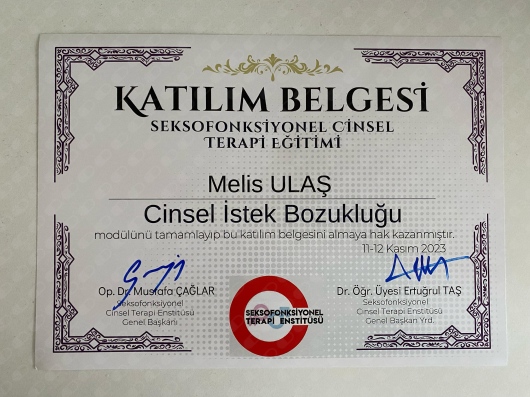 KATILIM BELGESİ
SEKSOFONKSİYONEL CİNSEL
TERAPİ EĞİTİMİ
Melis ULAŞ
Cinsel İstek Bozukluğu
modülünü tamamlayıp bu katılım belgesini almaya hak kazanmıştır.
11-12 Kasım 2023
Op. Dr. Mustafa ÇAĞLAR
Seksofonksiyonel
Cinsel Terapi Enstitüsü
Genel Başkanı
SEKSOFONKSİYONEL
TERAPİ ENSTİTÜSÜ
Dr. Öğr. Üyesi Ertuğrul TAŞ
Seksofonksiyonel
Cinsel Terapi Enstitüsü
Genel Başkan Yrd.